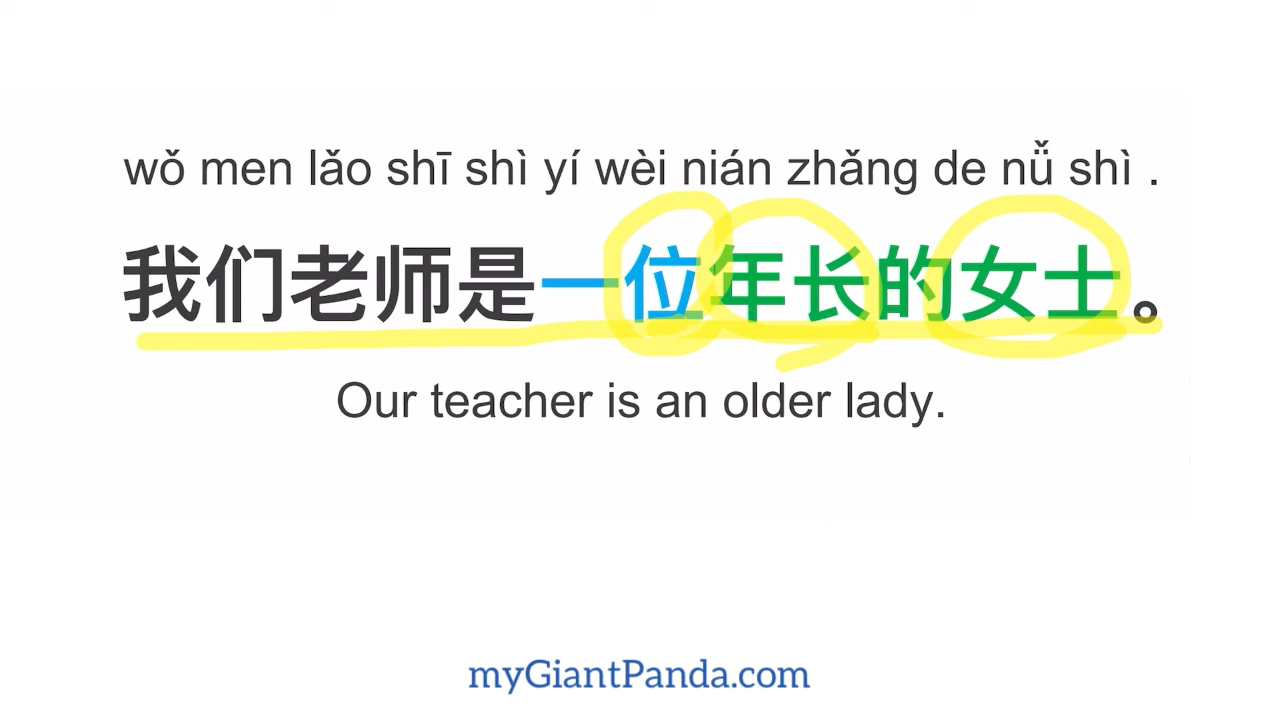 wǒ men lǎo shī shì yí wèi nián zhǎng de nǚ shì .
我们老师是一位年长的女士。
Our teacher is an older lady.
myGiantPanda.com